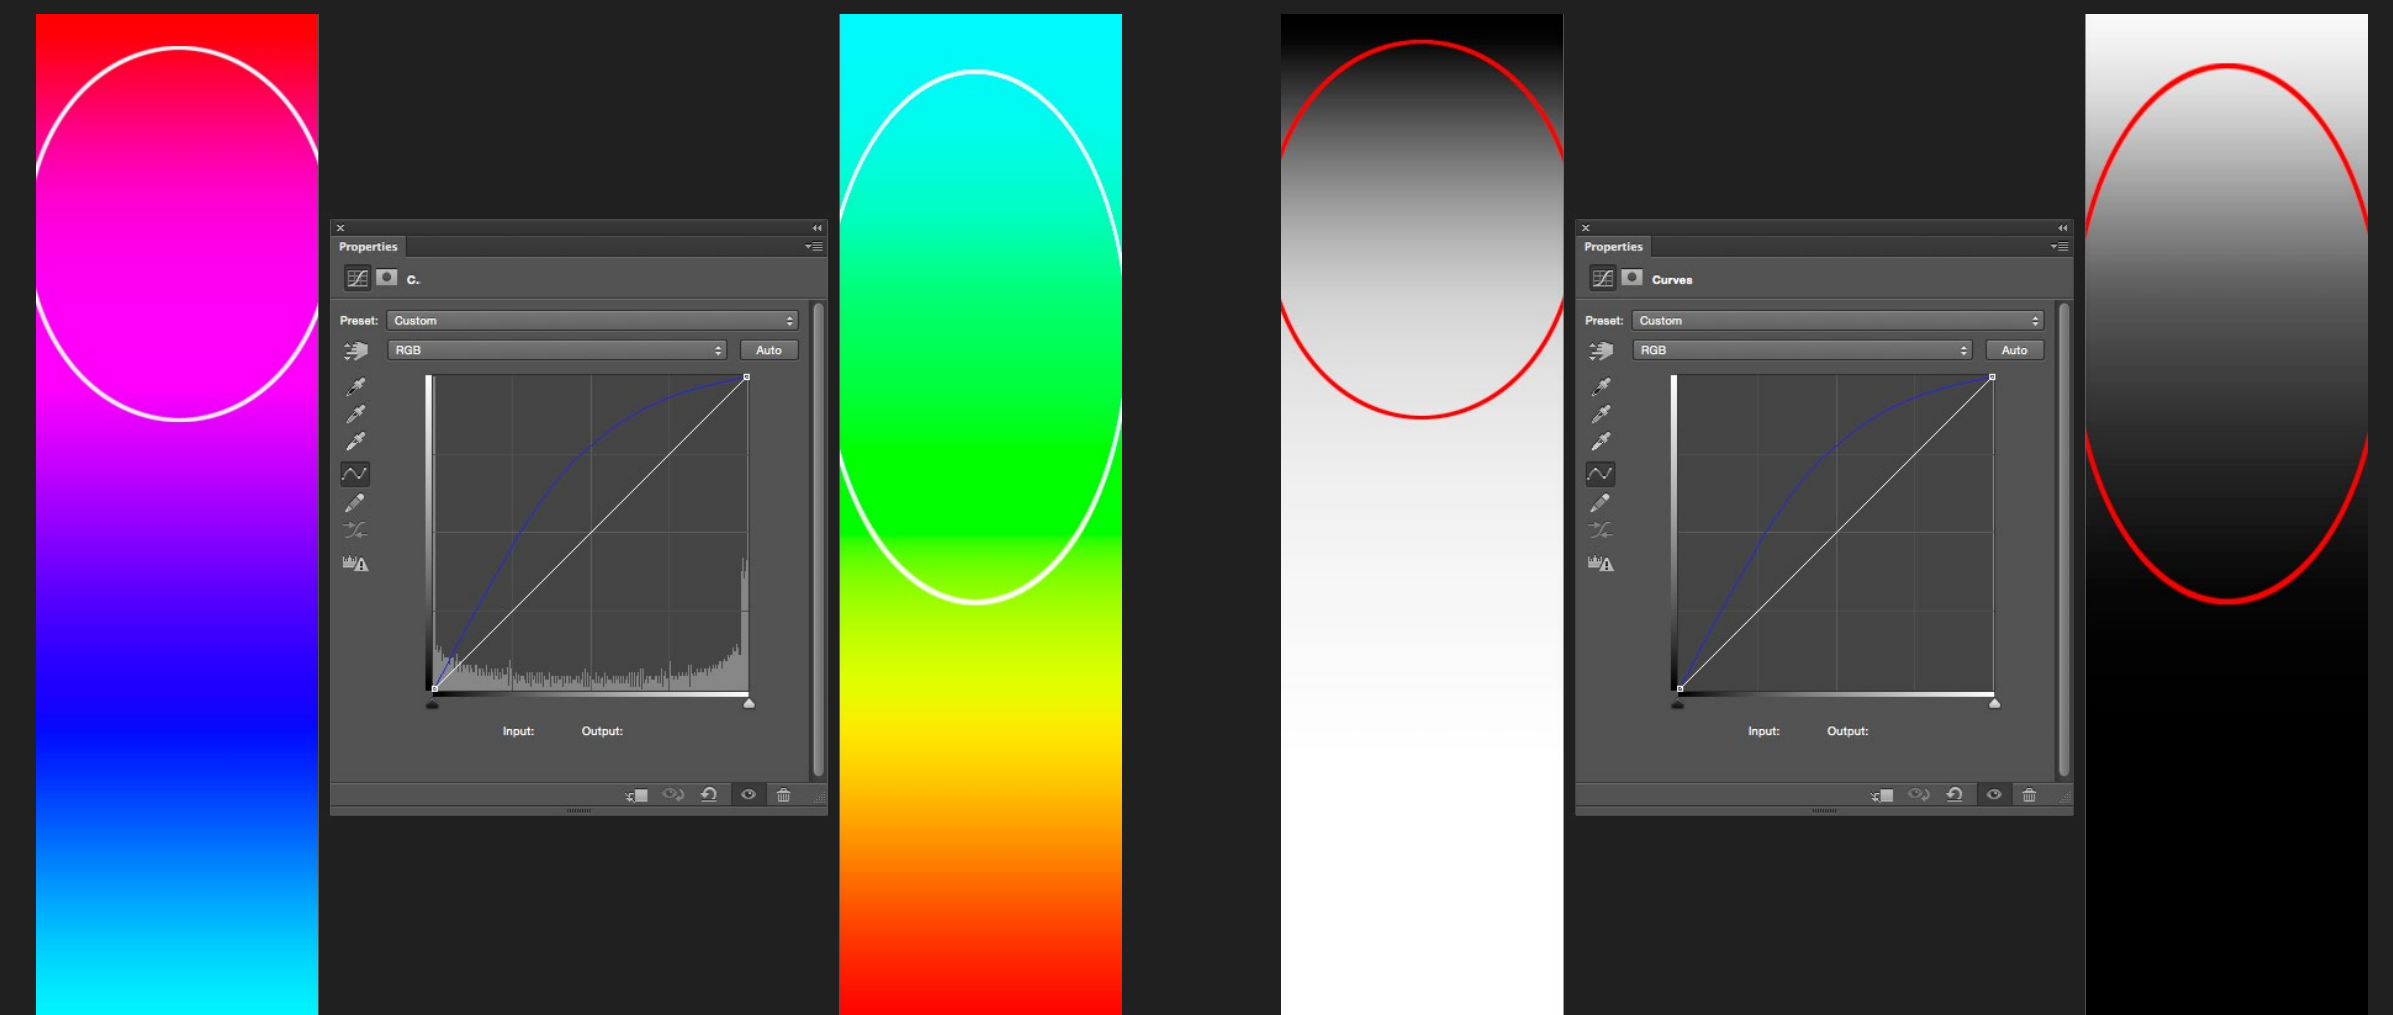 Properties
C.
Preset: Custom
RGB Auto
Input: Output:
Properties
Curves
Preset: Custom
RGB Auto
Input: Output: